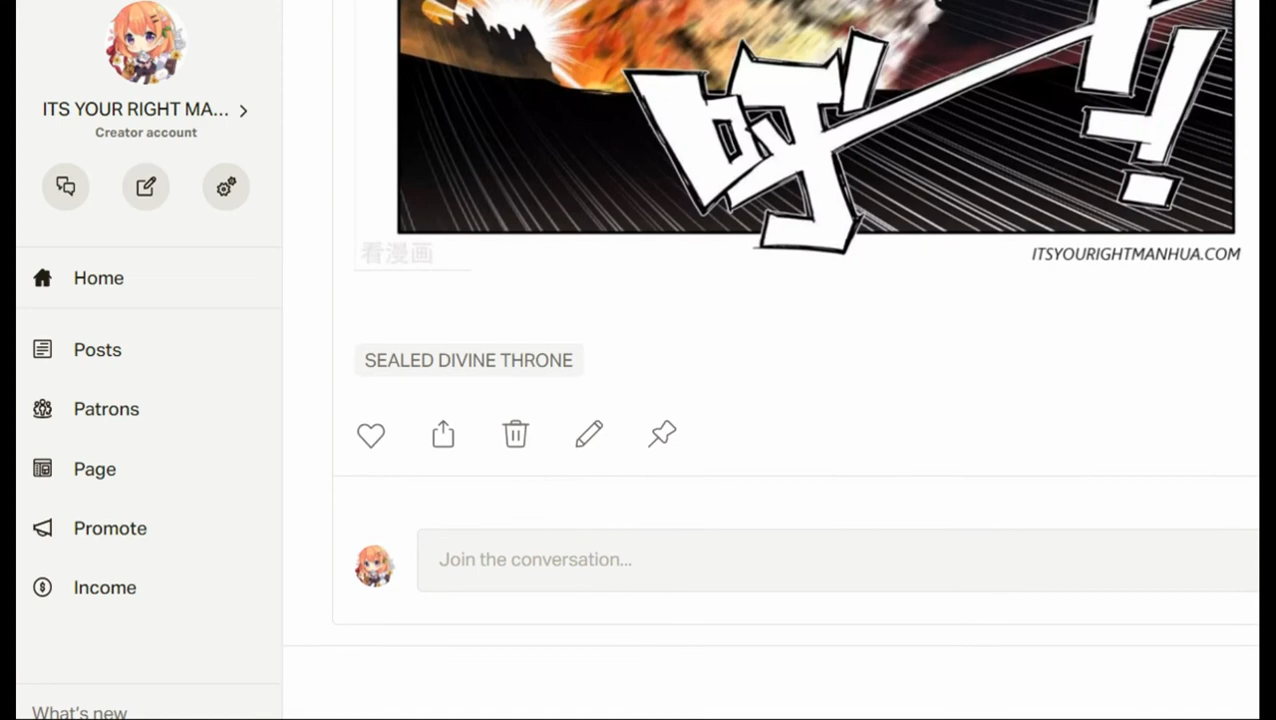 ITS YOUR RIGHT MA...
Creator account
Home
Posts
Patrons
Page
Promote
Income
What's new
呼
看漫画
ITSYOURIGHTMANHUA.COM
SEALED DIVINE THRONE
Join the conversation...